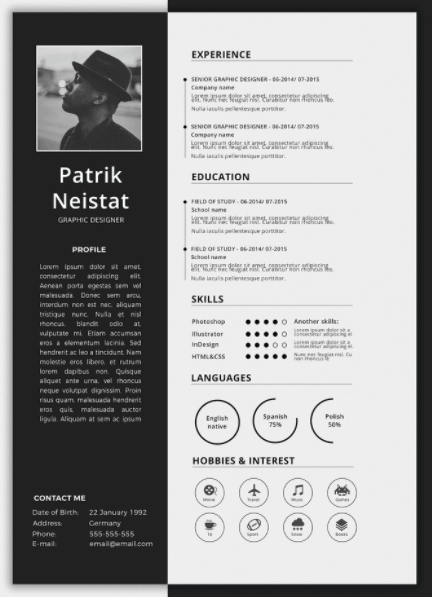 Patrik
Neistat
GRAPHIC DESIGNER
PROFILE
Lorem ipsum dolor sit amet,
consectetur adipiscing elit.
Aenean porta egestas sem vel
malesuada. Donec sem arcu,
interdum non est nec, aliquam
tristique nunc. Nulla et nisl
rhoncus, blandit odio at,
vulputate mi. Etiam accumsan
eros a elementum lacinia. Sed
hendrerit ac leo a tincidunt. Nam
molestie eros libero, et rutrum
lorem dapibus non. Quisque
aliquet ante urna, vel rhoncus
neque volutpat dignissim. Proin
risus quam, malesuada hendrerit
eros quis, malesuada auctor
ligula. Aliquam at sem ac ipsum
CONTACT ME
Date of Birth: 22 January 1992
Address: Germany
Phone: 555-555-555
E-mail: email@email.com
EXPERIENCE
SENIOR GRAPHIC DESIGNER - 06-2014/ 07-2015
Company name
Lorem ipsum dolor sit amet, consectetur adipiscing
elit. Nunc nec feugiat nisl. Curabitur non rhoncus leo.
Nulla iaculis pellentesque porttitor.
SENIOR GRAPHIC DESIGNER - 06-2014/ 07-2015
Company name
Lorem ipsum dolor sit amet, consectetur adipiscing
elit. Nunc nec feugiat nisl. Curabitur non rhoncus leo.
Nulla iaculis pellentesque porttitor.
EDUCATION
FIELD OF STUDY - 06-2014/ 07-2015
School name
Lorem ipsum dolor sit amet, consectetur adipiscing
elit. Nunc nec feugiat nisl. Curabitur non rhoncus leo.
Nulla iaculis pellentesque porttitor.
FIELD OF STUDY - 06-2014/ 07-2015
School name
Lorem ipsum dolor sit amet, consectetur adipiscing
elit. Nunc nec feugiat nisl. Curabitur non rhoncus leo.
Nulla iaculis pellentesque porttitor.
SKILLS
Photoshop
Illustrator
InDesign
HTML&CSS
Another skills:
Lorem ipsum dolor sit a
consectetur adipiscing
Nunc nec feugiat nisl. Cu
non rhoncus le
LANGUAGES
English
native
Spanish
75%
Polish
50%
HOBBIES & INTEREST
Movie
Travel
Music
Games
Sport
Snow
Books